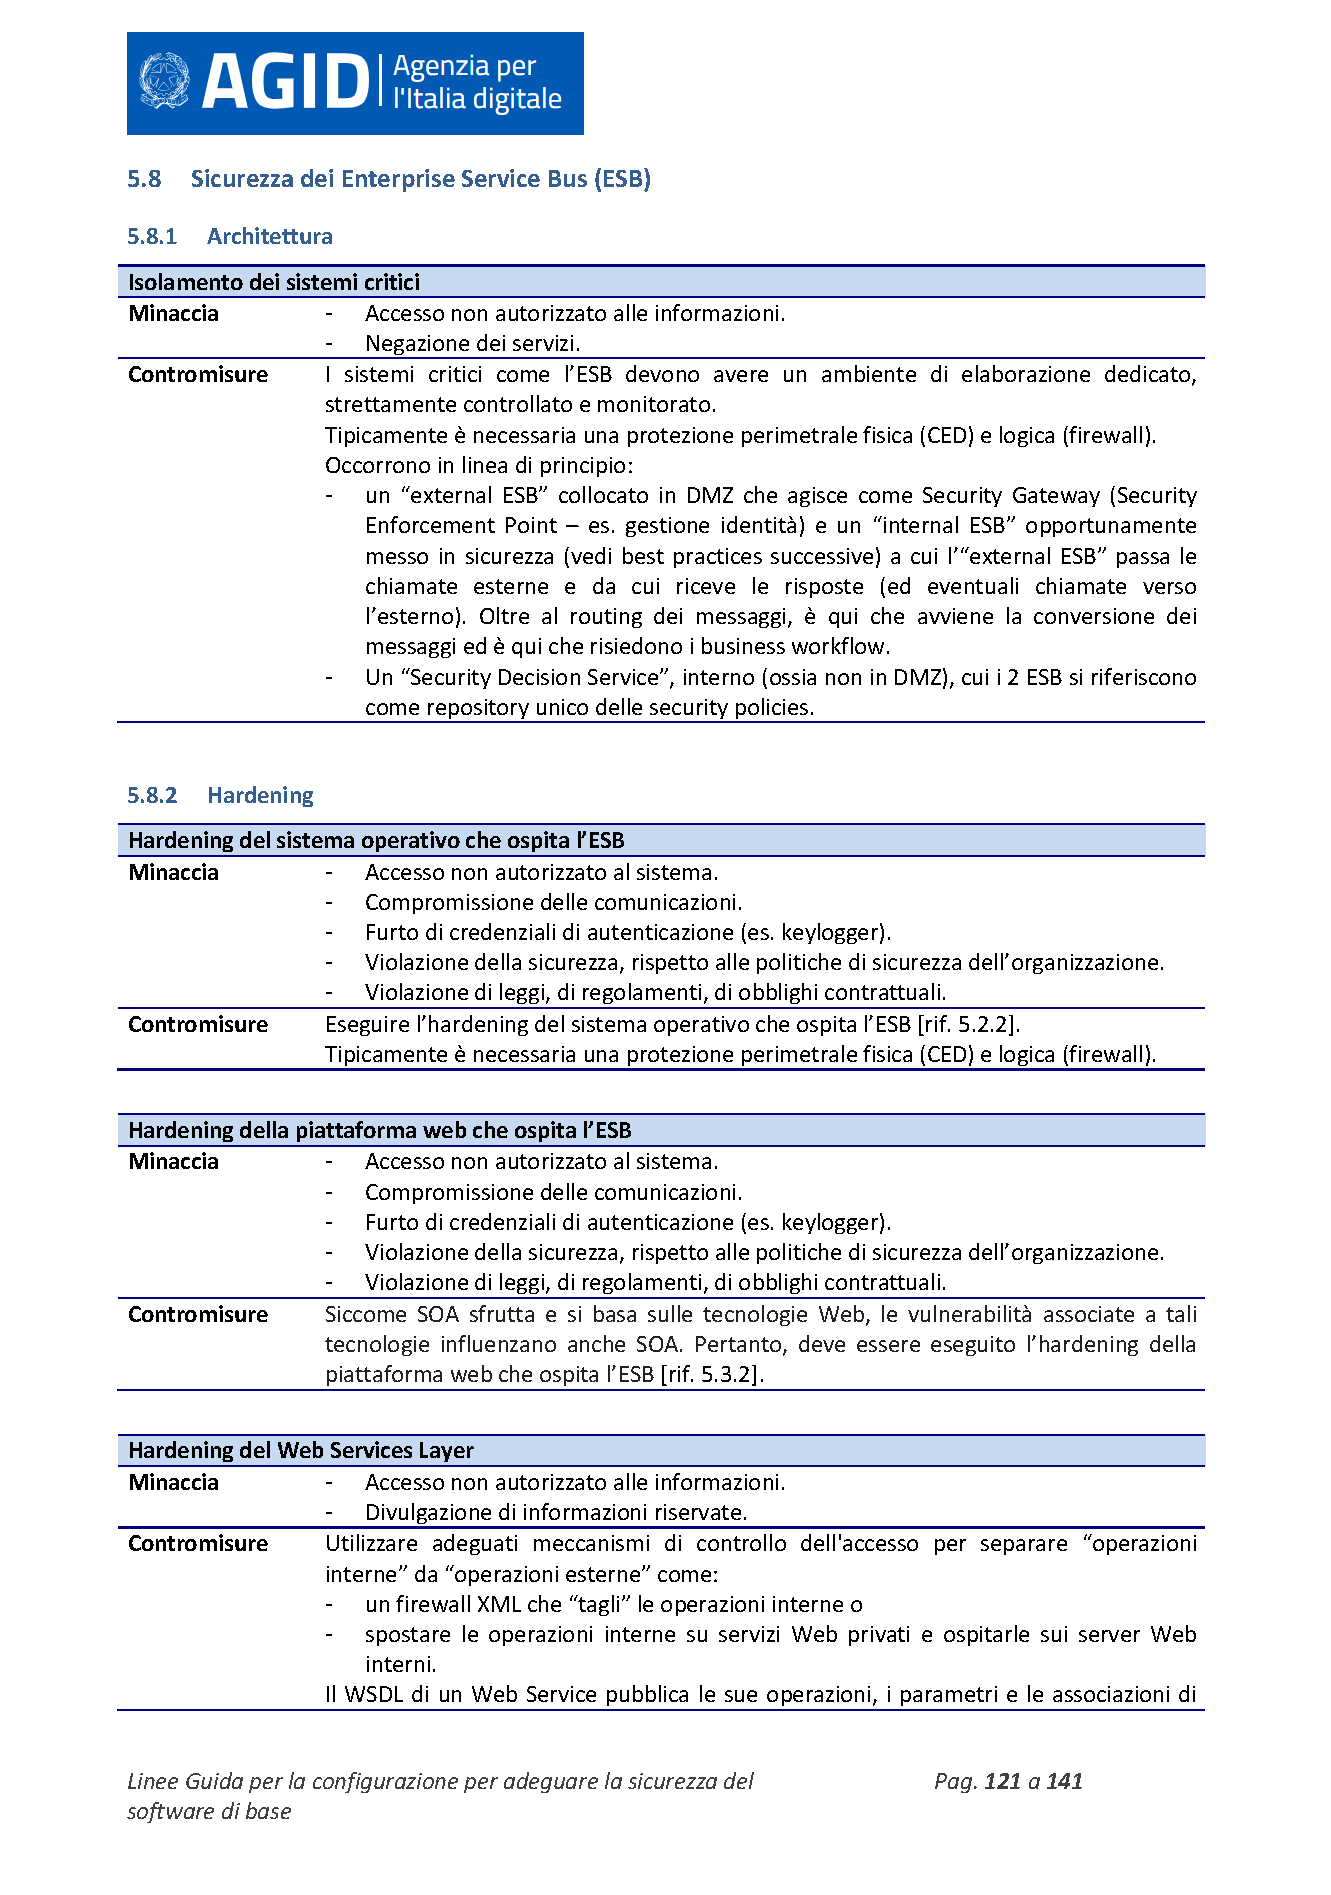 AGID Agenzia per
l'Italia digitale
5.8 Sicurezza dei Enterprise Service Bus (ESB)
5.8.1 Architettura
Isolamento dei sistemi critici
Minaccia - Accesso non autorizzato alle informazioni.
- Negazione dei servizi.
Contromisure I sistemi critici come l’ESB devono avere un ambiente di elaborazione dedicato,
strettamente controllato e monitorato.
Tipicamente è necessaria una protezione perimetrale fisica (CED) e logica (firewall).
Occorrono in linea di principio:
- un “external ESB” collocato in DMZ che agisce come Security Gateway (Security
Enforcement Point – es. gestione identità) e un “internal ESB” opportunamente
messo in sicurezza (vedi best practices successive) a cui l’“external ESB” passa le
chiamate esterne e da cui riceve le risposte (ed eventuali chiamate verso
l’esterno). Oltre al routing dei messaggi, è qui che avviene la conversione dei
messaggi ed è qui che risiedono i business workflow.
- Un “Security Decision Service”, interno (ossia non in DMZ), cui i 2 ESB si riferiscono
come repository unico delle security policies.
5.8.2 Hardening
Hardening del sistema operativo che ospita l’ESB
Minaccia - Accesso non autorizzato al sistema.
- Compromissione delle comunicazioni.
- Furto di credenziali di autenticazione (es. keylogger).
- Violazione della sicurezza, rispetto alle politiche di sicurezza dell’organizzazione.
- Violazione di leggi, di regolamenti, di obblighi contrattuali.
Contromisure Eseguire l’hardening del sistema operativo che ospita l’ESB [rif. 5.2.2].
Tipicamente è necessaria una protezione perimetrale fisica (CED) e logica (firewall).
Hardening della piattaforma web che ospita l’ESB
Minaccia - Accesso non autorizzato al sistema.
- Compromissione delle comunicazioni.
- Furto di credenziali di autenticazione (es. keylogger).
- Violazione della sicurezza, rispetto alle politiche di sicurezza dell’organizzazione.
- Violazione di leggi, di regolamenti, di obblighi contrattuali.
Contromisure Siccome SOA sfrutta e si basa sulle tecnologie Web, le vulnerabilità associate a tali
tecnologie influenzano anche SOA. Pertanto, deve essere eseguito l’hardening della
piattaforma web che ospita l’ESB [rif. 5.3.2].
Hardening del Web Services Layer
Minaccia - Accesso non autorizzato alle informazioni.
- Divulgazione di informazioni riservate.
Contromisure Utilizzare adeguati meccanismi di controllo dell'accesso per separare “operazioni
interne” da “operazioni esterne” come:
- un firewall XML che “tagli” le operazioni interne o
- spostare le operazioni interne su servizi Web privati e ospitarle sui server Web
interni.
Il WSDL di un Web Service pubblica le sue operazioni, i parametri e le associazioni di
Linee Guida per la configurazione per adeguare la sicurezza del Pag. 121 a 141
software di base